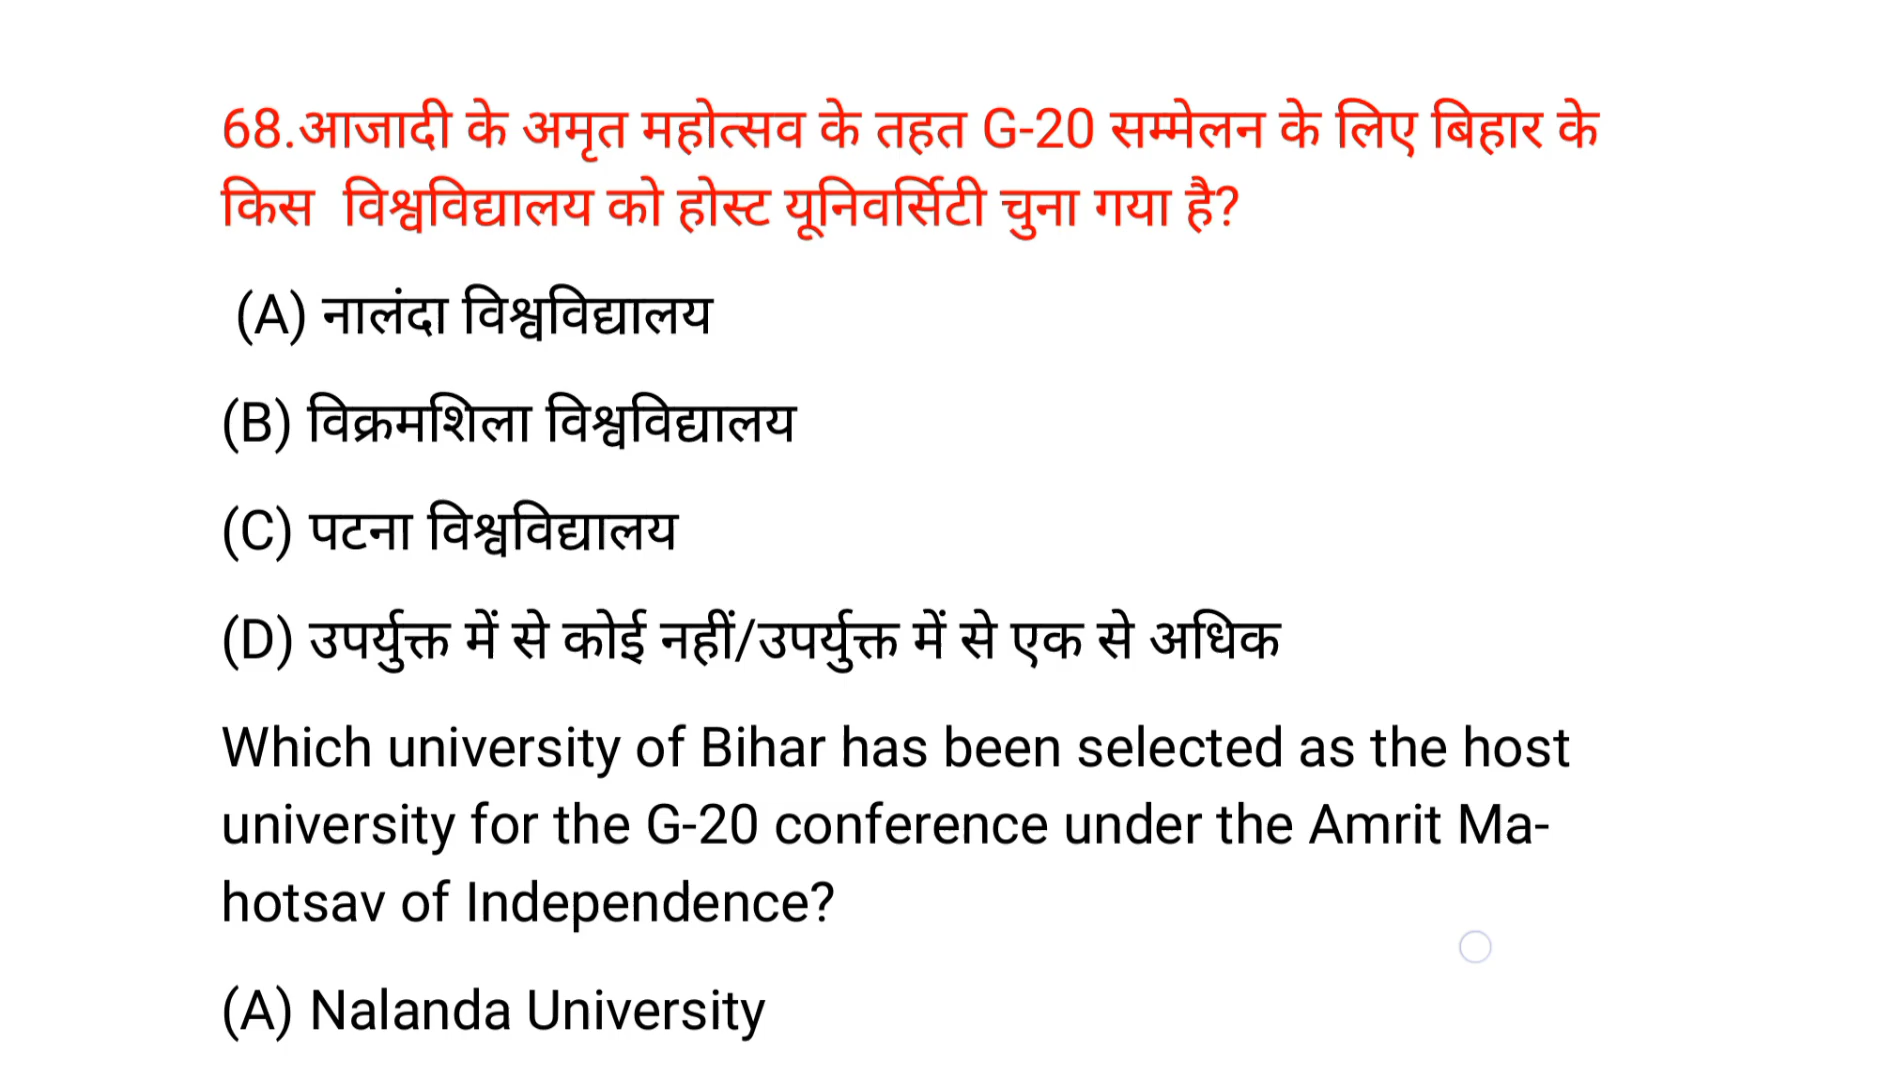 68.आजादी के अमृत महोत्सव के तहत G-20 सम्मेलन के लिए बिहार के
किस विश्वविद्यालय को होस्ट यूनिवर्सिटी चुना गया है?
(A) नालंदा विश्वविद्यालय
(B) विक्रमशिला विश्वविद्यालय
(C) पटना विश्वविद्यालय
(D) उपर्युक्त में से कोई नहीं/उपर्युक्त में से एक से अधिक
Which university of Bihar has been selected as the host
university for the G-20 conference under the Amrit Ma-
hotsav of Independence?
(A) Nalanda University